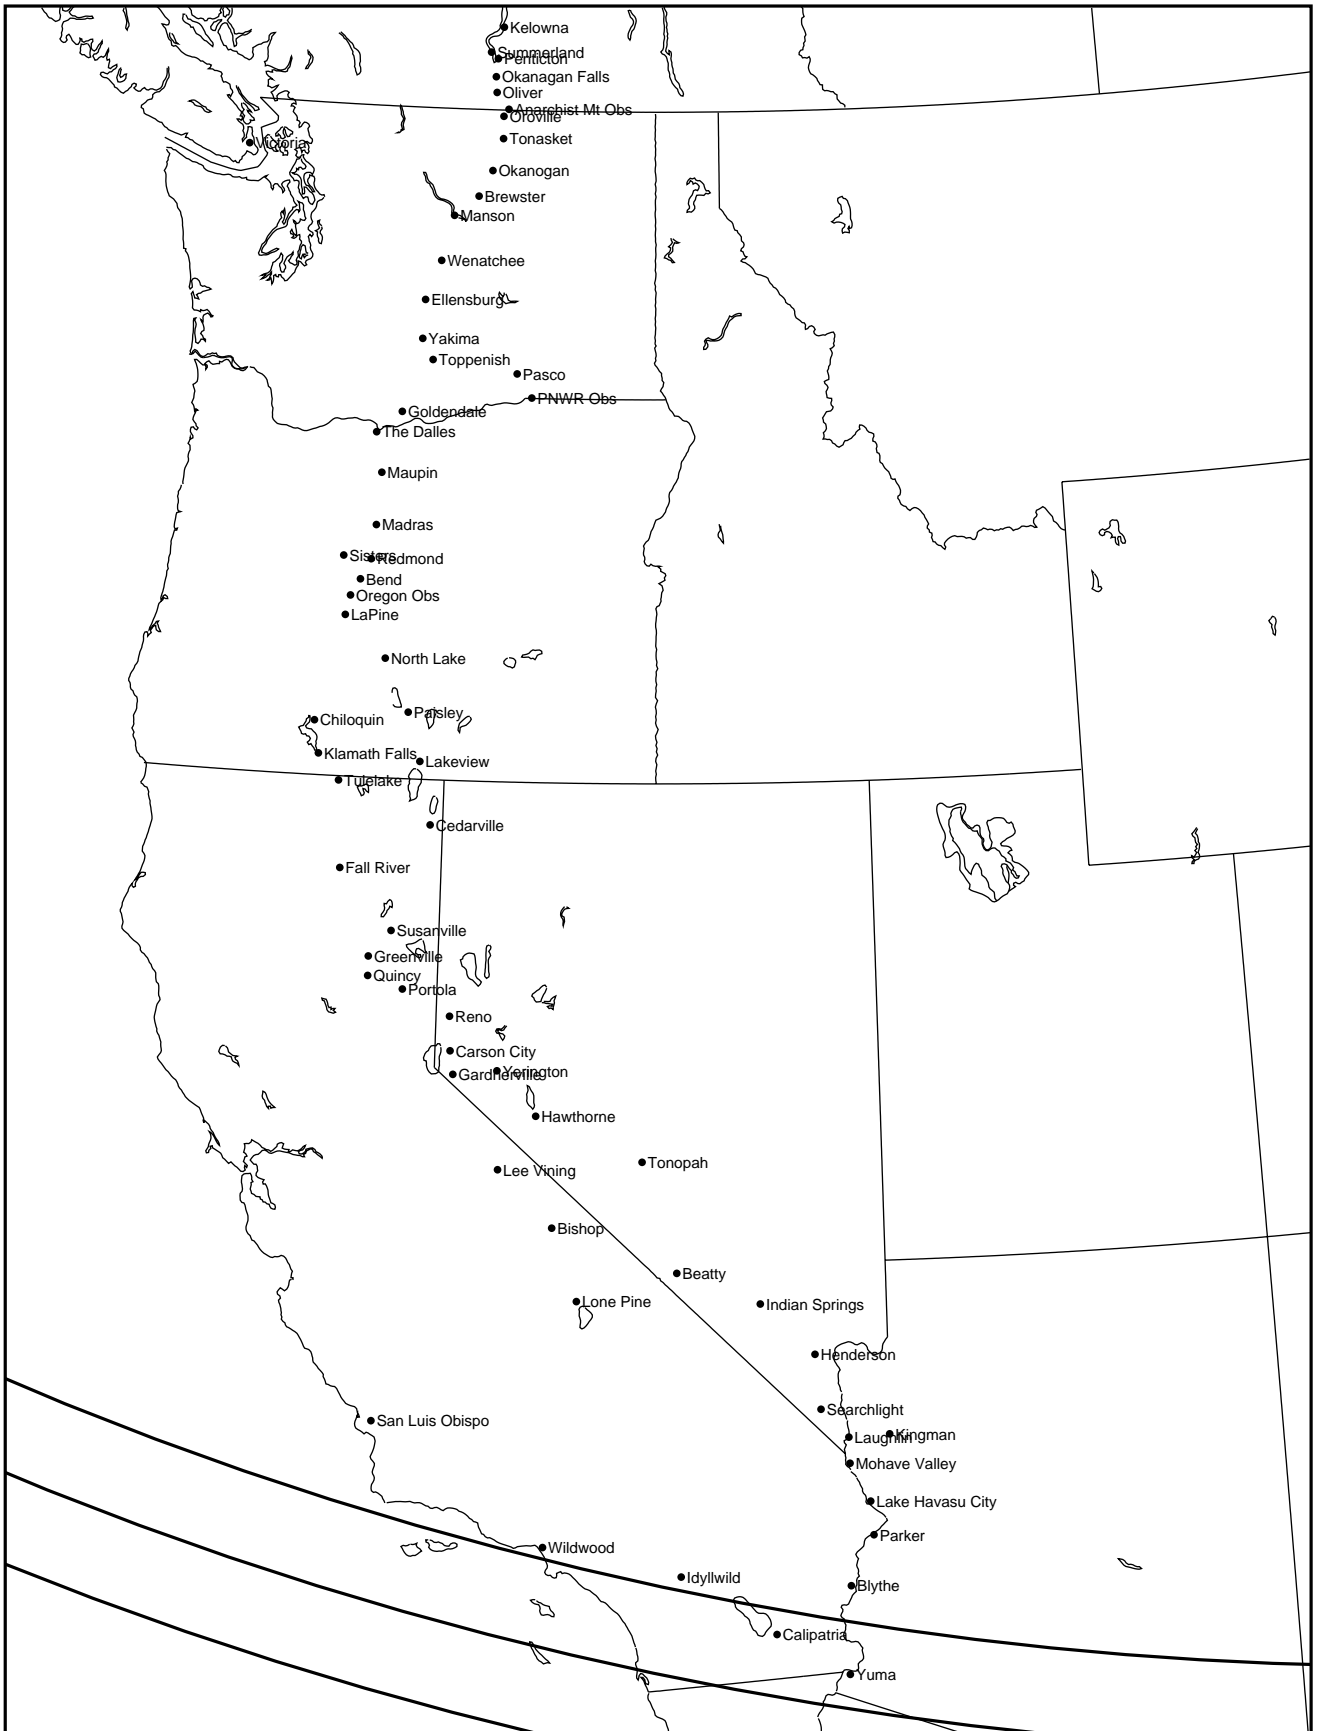 Kelowna
Summerland
Penticton
Okanagan Falls
Oliver
Anarchist Mt Obs
Oroville
Tonasket
Victoria
Okanogan
Brewster
Manson
Wenatchee
Ellensburg
Yakima
Toppenish
Pasco
PNWR Obs
Goldendale
The Dalles
Maupin
Madras
Sisters
Redmond
Bend
Oregon Obs
LaPine
North Lake
Paisley
Chiloquin
Klamath Falls
Lakeview
Tulelake
Cedarville
Fall River
Susanville
Greenville
Quincy
Portola
Reno
Carson City
Yerington
Gardnerville
Hawthorne
Tonopah
Lee Vining
Bishop
Beatty
Lone Pine
Indian Springs
Henderson
Searchlight
San Luis Obispo
Kingman
Laughlin
Mohave Valley
Lake Havasu City
Parker
Wildwood
Idyllwild
Blythe
Calipatria
Yuma